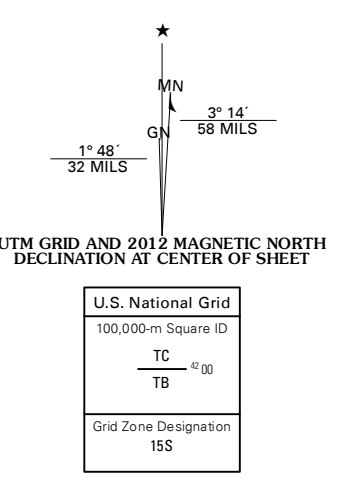 ★
MN
3° 14´
58 MILS
GN
1° 48´
32 MILS
UTM GRID AND 2012 MAGNETIC NORTH
DECLINATION AT CENTER OF SHEET
U.S. National Grid
100,000-m Square ID
TC
42 00
TB
Grid Zone Designation
15S